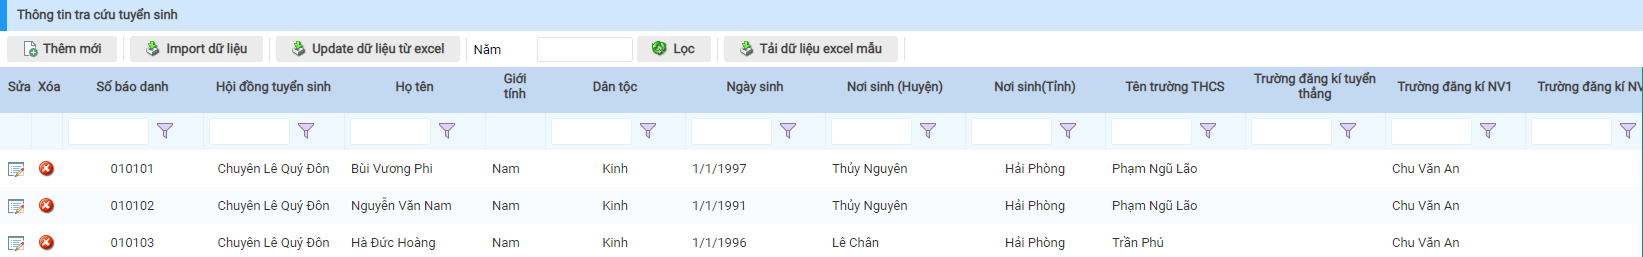 Thông tin tra cứu tuyển sinh
Thêm mới Import dữ liệu Update dữ liệu từ excel Năm Lọc Tải dữ liệu excel mẫu
Sửa Xóa Số báo danh Hội đồng tuyển sinh Họ tên Giới tính Dân tộc Ngày sinh Nơi sinh (Huyện) Nơi sinh(Tỉnh) Tên trường THCS Trường đăng kí tuyển thẳng Trường đăng kí NV1 Trường đăng kí NV
010101 Chuyên Lê Quý Đôn Bùi Vương Phi Nam Kinh 1/1/1997 Thủy Nguyên Hải Phòng Phạm Ngũ Lão Chu Văn An
010102 Chuyên Lê Quý Đôn Nguyễn Văn Nam Nam Kinh 1/1/1991 Thủy Nguyên Hải Phòng Phạm Ngũ Lão Chu Văn An
010103 Chuyên Lê Quý Đôn Hà Đức Hoàng Nam Kinh 1/1/1996 Lê Chân Hải Phòng Trần Phú Chu Văn An